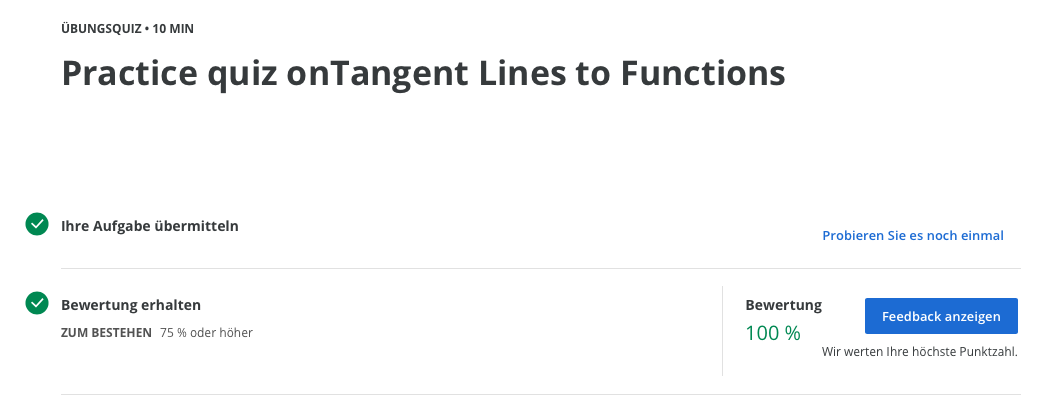 ÜBUNGSQUIZ • 10 MIN
Practice quiz onTangent Lines to Functions
Ihre Aufgabe übermitteln
Probieren Sie es noch einmal
Bewertung erhalten
ZUM BESTEHEN 75 % oder höher
Bewertung
100 %
Feedback anzeigen
Wir werten Ihre höchste Punktzahl.